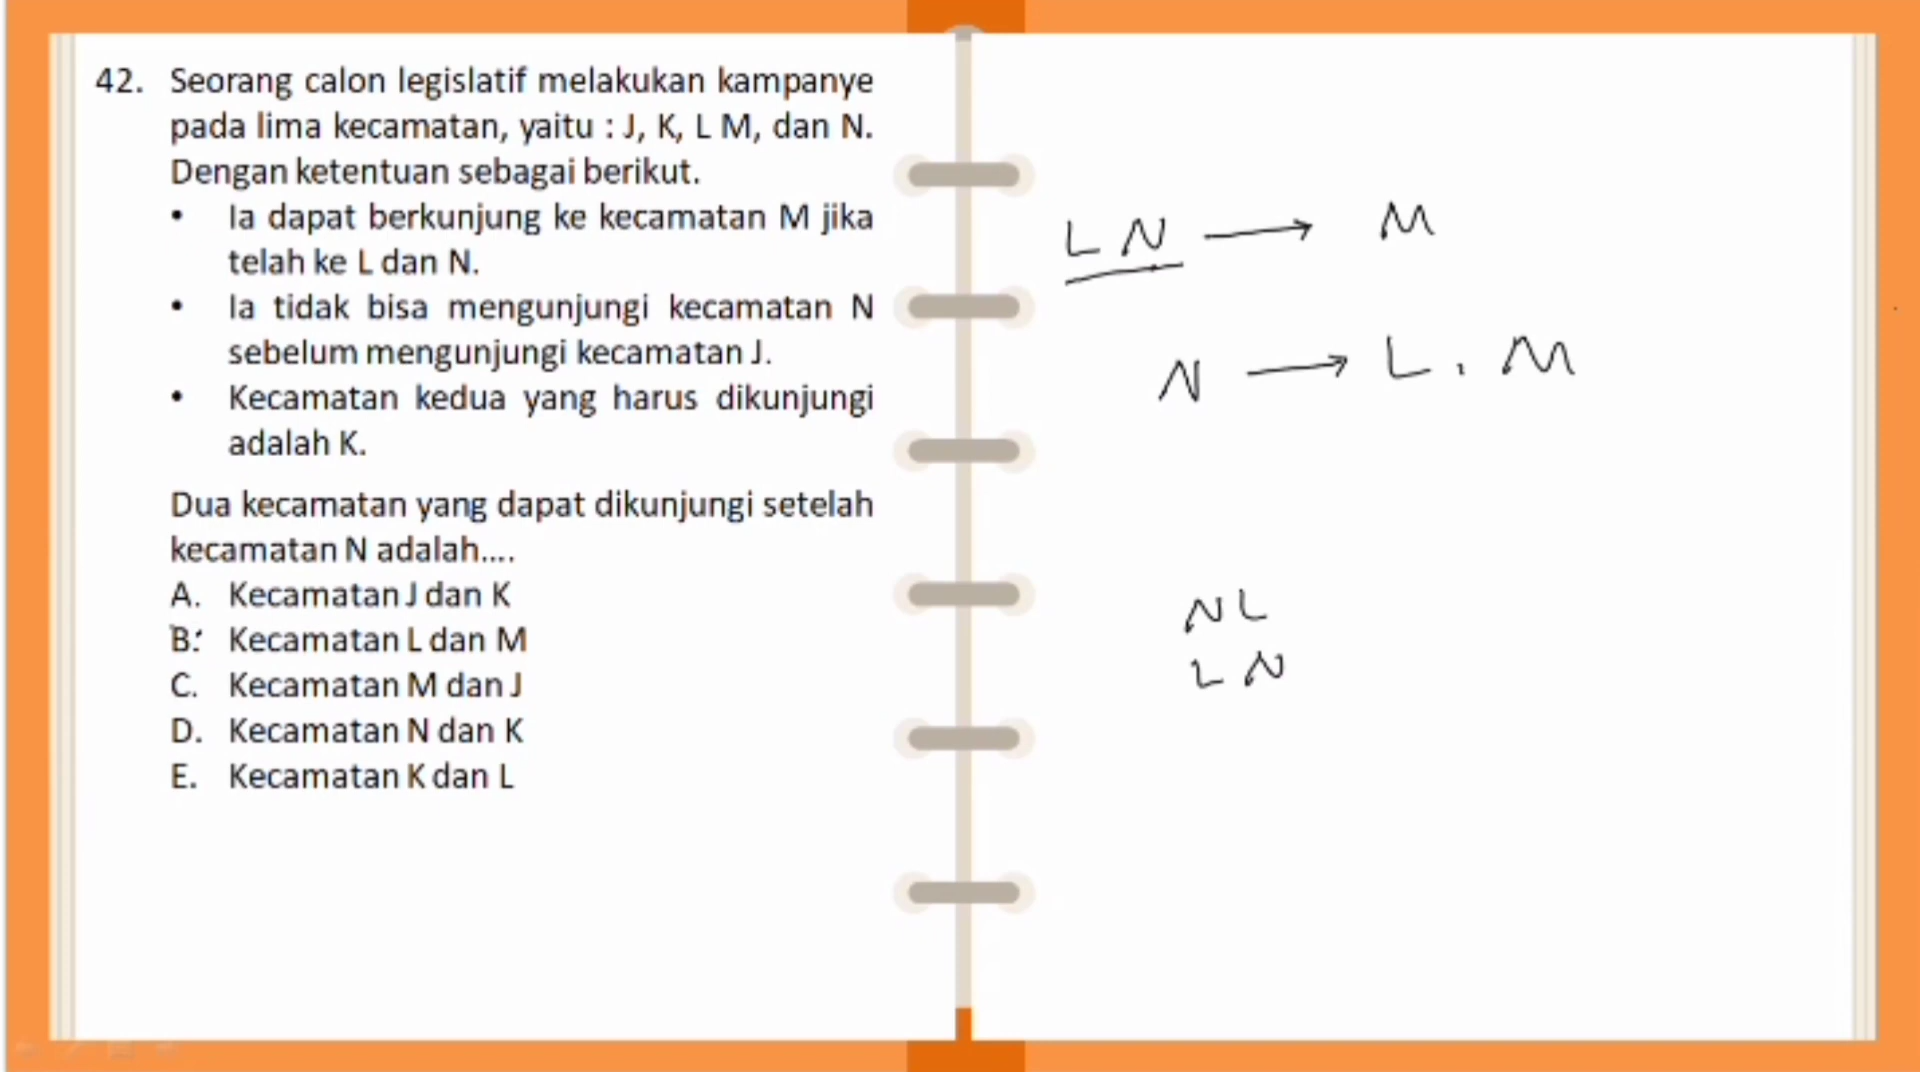 42. Seorang calon legislatif melakukan kampanye
pada lima kecamatan, yaitu : J, K, L M, dan N.
Dengan ketentuan sebagai berikut.
• Ia dapat berkunjung ke kecamatan M jika
telah ke L dan N.
• Ia tidak bisa mengunjungi kecamatan N
sebelum mengunjungi kecamatan J.
• Kecamatan kedua yang harus dikunjungi
adalah K.
Dua kecamatan yang dapat dikunjungi setelah
kecamatan N adalah....
A. Kecamatan J dan K
B. Kecamatan L dan M
C. Kecamatan M dan J
D. Kecamatan N dan K
E. Kecamatan K dan L
L N → M
N → L . M
N L
L N